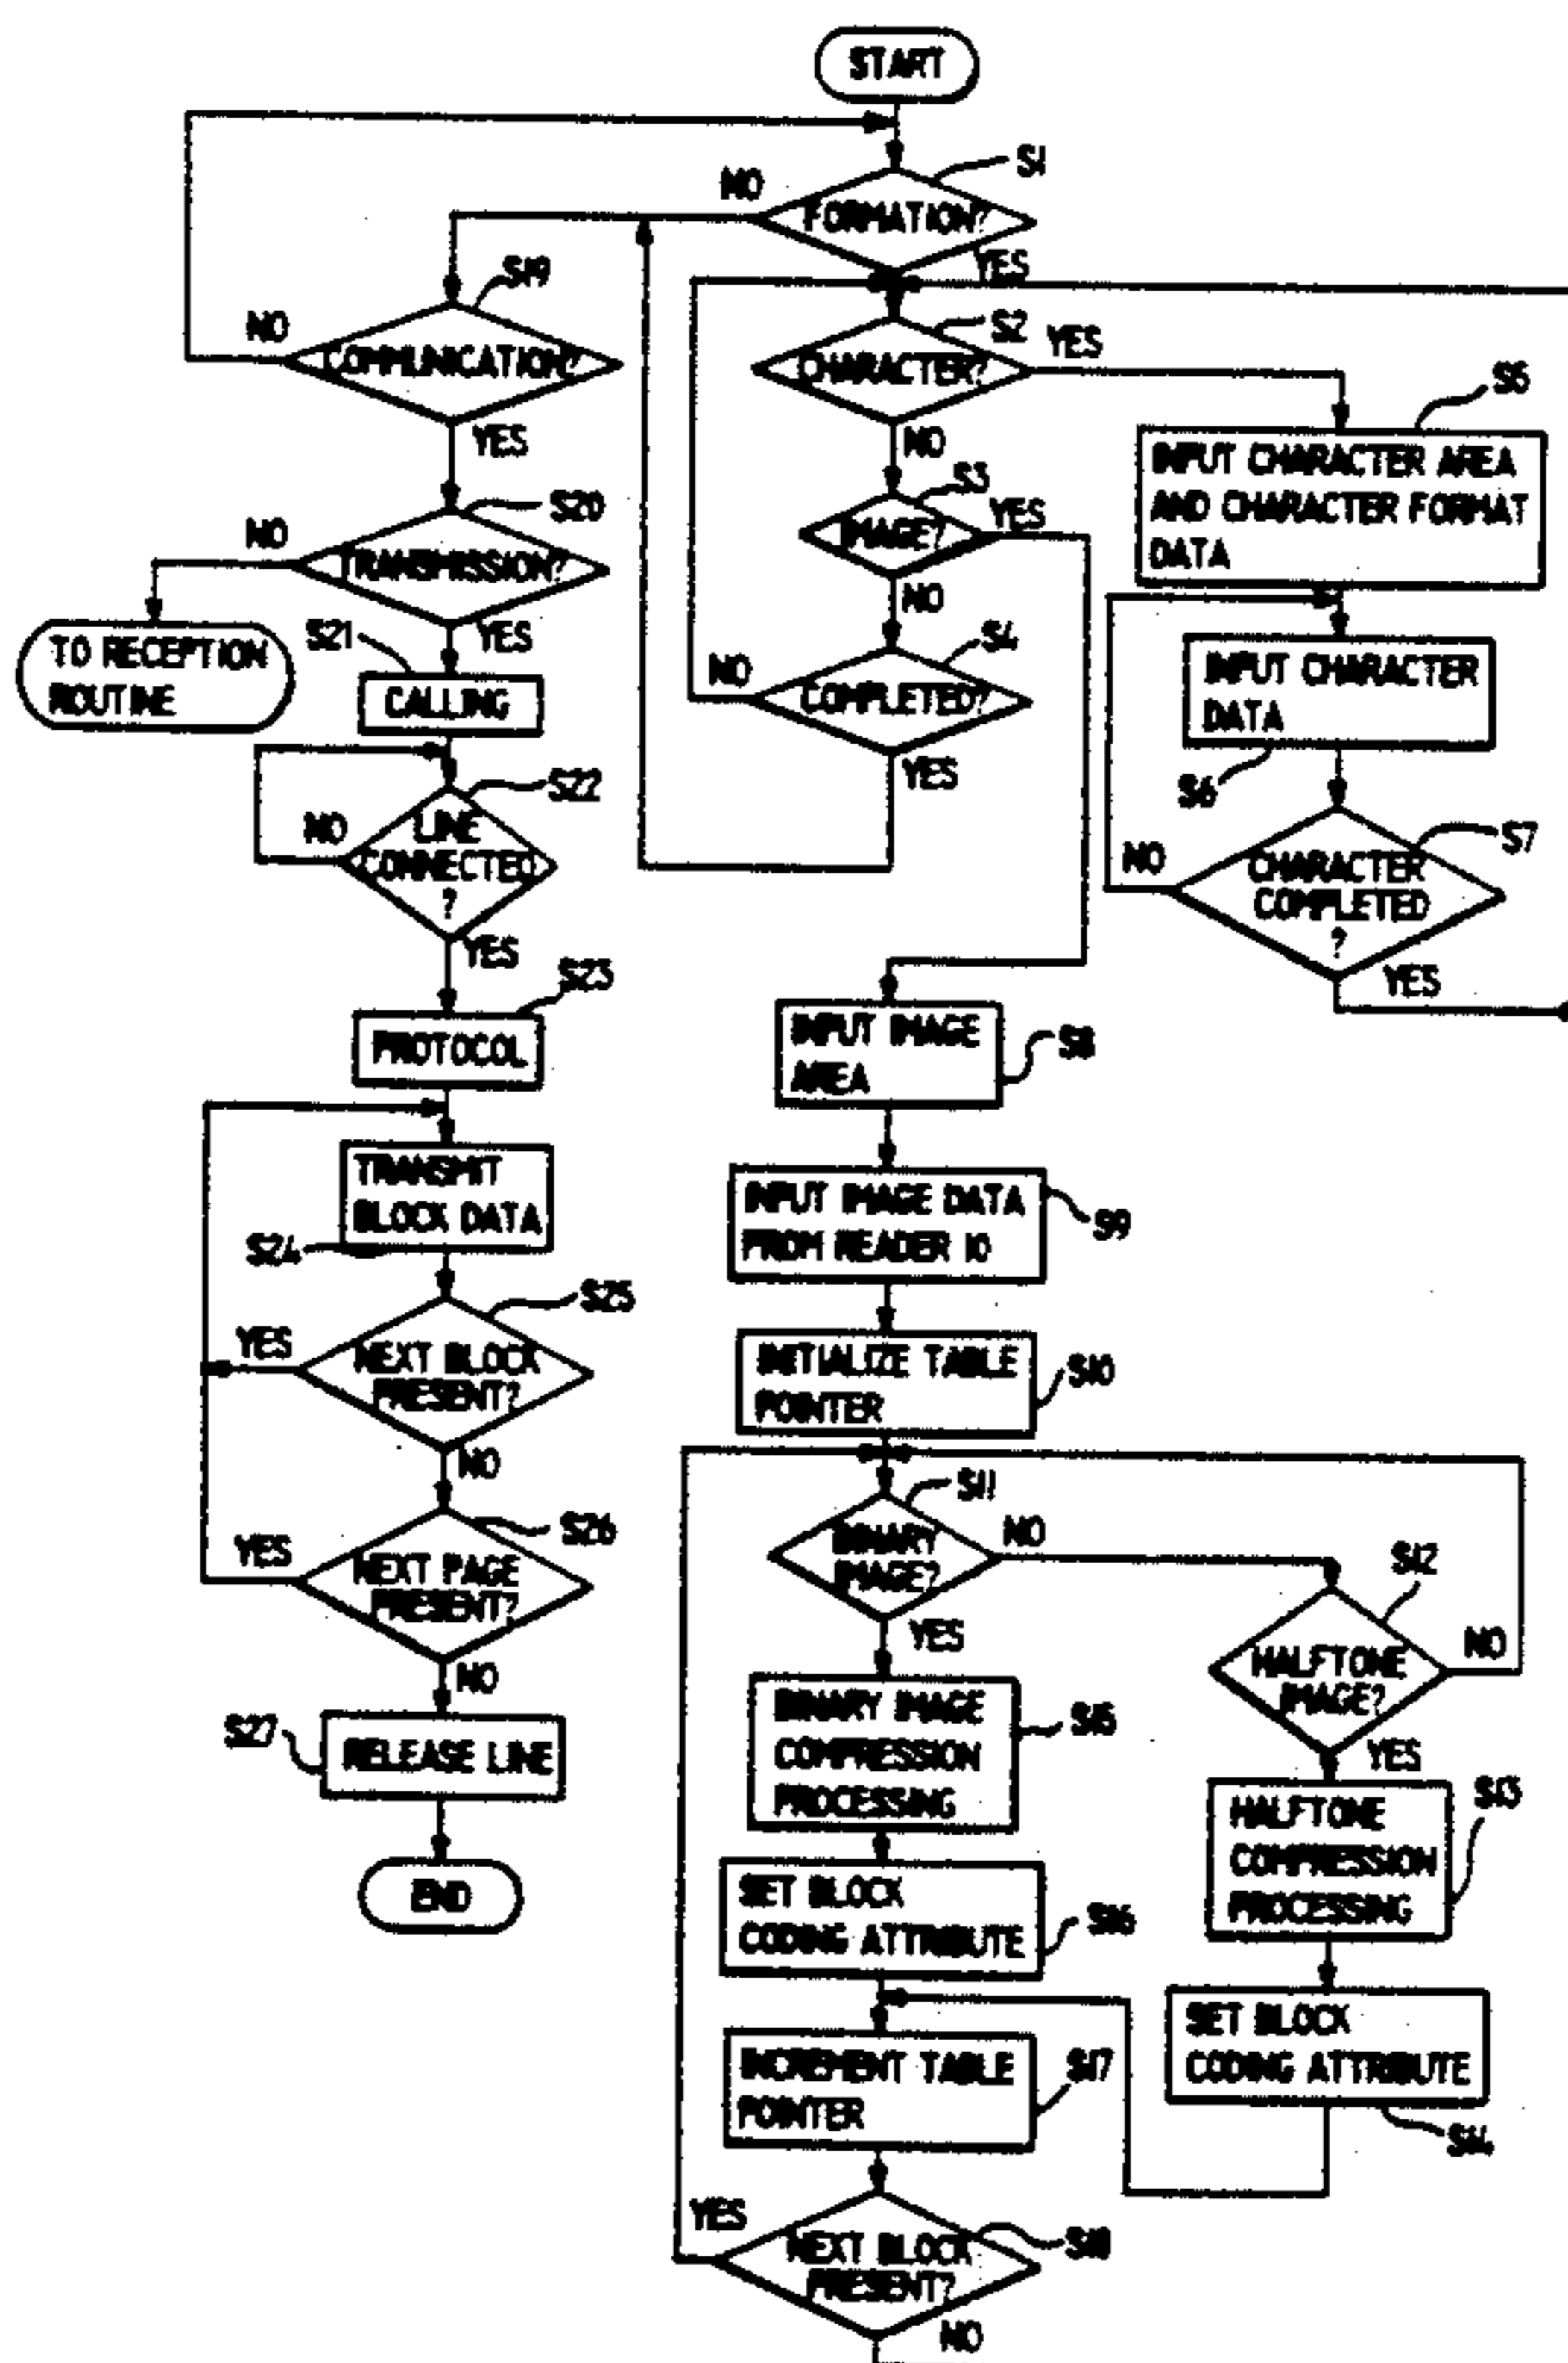 START
S1
NO
FORMATION?
YES
S19
NO
COMMUNICATION?
YES
S2
YES
CHARACTER?
NO
S5
INPUT CHARACTER AREA
AND CHARACTER FORMAT
DATA
S3
IMAGE?
YES
NO
S20
NO
TRANSMISSION?
YES
TO RECEPTION
ROUTINE
S21
CALLING
S4
NO
COMPLETED?
YES
INPUT CHARACTER
DATA
S6
S22
NO
LINE
CONNECTED
?
YES
S7
NO
CHARACTER
COMPLETED
?
YES
S23
PROTOCOL
INPUT IMAGE
AREA
S8
TRANSMIT
BLOCK DATA
S24
INPUT IMAGE DATA
FROM READER 10
S9
S25
YES
NEXT BLOCK
PRESENT?
NO
INITIALIZE TABLE
POINTER
S10
S26
YES
NEXT PAGE
PRESENT?
NO
S11
BINARY
IMAGE?
NO
YES
S12
HALFTONE
IMAGE?
NO
YES
S27
RELEASE LINE
END
BINARY IMAGE
COMPRESSION
PROCESSING
S15
HALFTONE
COMPRESSION
PROCESSING
S13
SET BLOCK
CODING ATTRIBUTE
S16
SET BLOCK
CODING ATTRIBUTE
S14
INCREMENT TABLE
POINTER
S17
YES
NEXT BLOCK
PRESENT?
S18
NO